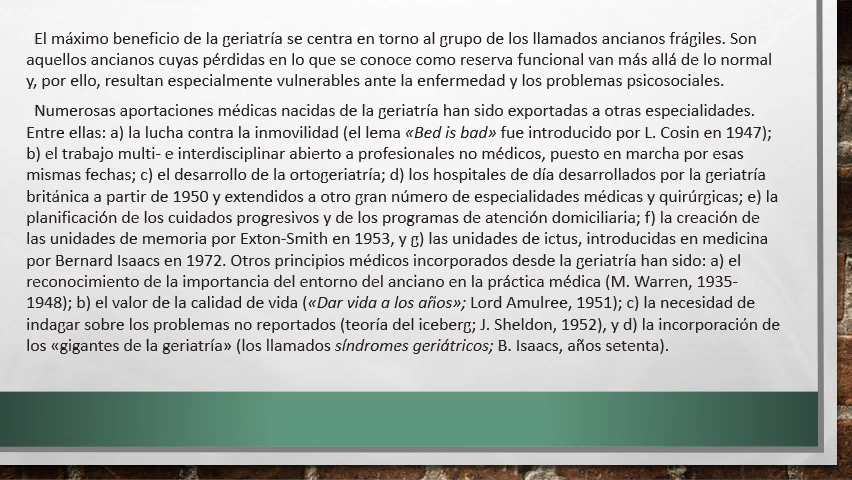 El máximo beneficio de la geriatría se centra en torno al grupo de los llamados ancianos frágiles. Son
aquellos ancianos cuyas pérdidas en lo que se conoce como reserva funcional van más allá de lo normal
y, por ello, resultan especialmente vulnerables ante la enfermedad y los problemas psicosociales.
Numerosas aportaciones médicas nacidas de la geriatría han sido exportadas a otras especialidades.
Entre ellas: a) la lucha contra la inmovilidad (el lema «Bed is bad» fue introducido por L. Cosin en 1947);
b) el trabajo multi- e interdisciplinar abierto a profesionales no médicos, puesto en marcha por esas
mismas fechas; c) el desarrollo de la ortogeriatría; d) los hospitales de día desarrollados por la geriatría
británica a partir de 1950 y extendidos a otro gran número de especialidades médicas y quirúrgicas; e) la
planificación de los cuidados progresivos y de los programas de atención domiciliaria; f) la creación de
las unidades de memoria por Exton-Smith en 1953, y g) las unidades de ictus, introducidas en medicina
por Bernard Isaacs en 1972. Otros principios médicos incorporados desde la geriatría han sido: a) el
reconocimiento de la importancia del entorno del anciano en la práctica médica (M. Warren, 1935-
1948); b) el valor de la calidad de vida («Dar vida a los años»; Lord Amulree, 1951); c) la necesidad de
indagar sobre los problemas no reportados (teoría del iceberg; J. Sheldon, 1952), y d) la incorporación de
los «gigantes de la geriatría» (los llamados síndromes geriátricos; B. Isaacs, años setenta).